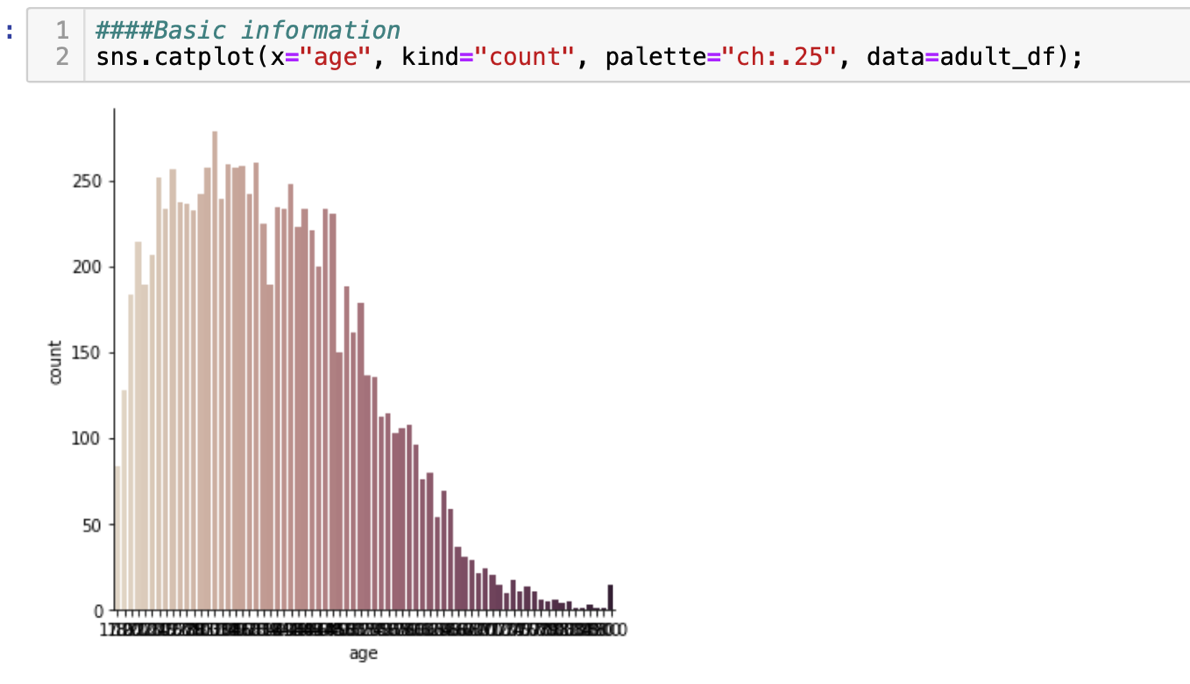 :
1 ####Basic information
2 sns.catplot(x="age", kind="count", palette="ch:.25", data=adult_df);
250
200
150
100
50
0
count
age